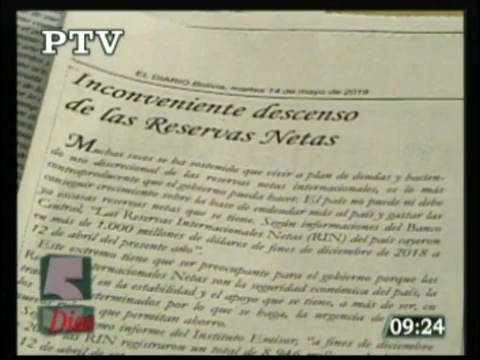 PTV
EL DIARIO Bolivia, martes 14 de mayo de 2019
Inconveniente descenso
de las Reservas Netas
Muchas veces se ha sostenido que vivir a plan de deudas y hacien-
do uso discrecional de las reservas netas internacionales, es lo más
contraproducente que el gobierno pueda hacer. El país no puede ni debe
conseguir crecimiento sobre la base de endeudar más al país y gastar las
ya escasas reservas netas que se tiene. Según informaciones del Banco
Central, "Las Reservas Internacionales Netas (RIN) del país cayeron
en más de 1.000 millones de dólares de fines de diciembre de 2018 a
12 de abril del presente año".
Este extremo tiene que ser preocupante para el gobierno porque las
Internacionales Netas son la seguridad económica del país, la
en la estabilidad y el apoyo que se tiene, a más de ser, en
terminados por lo que se haga, la urgencia de
que permitan ahorro.
informe del Instituto Emisor, "a fines de diciembre
las RIN registraron un total de 8.946
12 de abril
5
Días
09:24